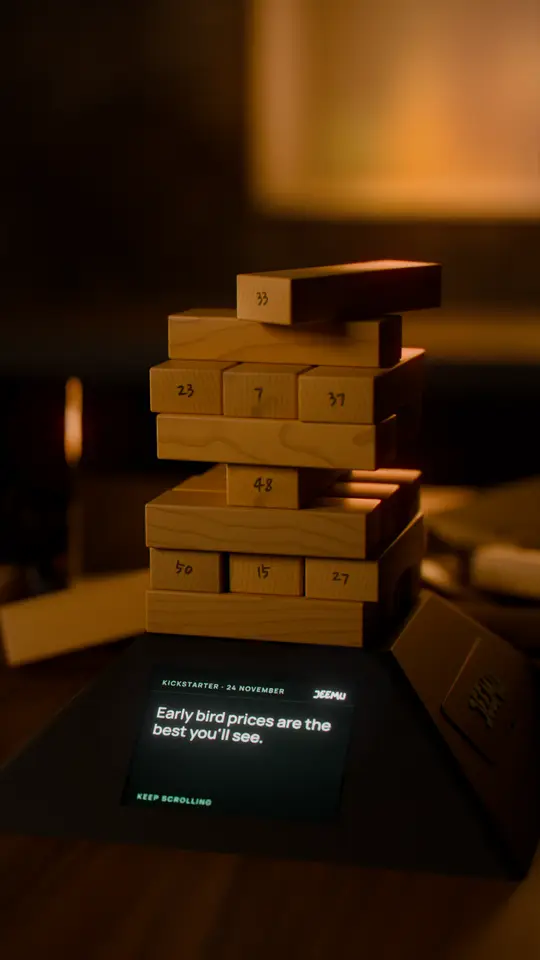 33
23
7
37
48
50
15
27
KICKSTARTER - 24 NOVEMBER
JEEMU
Early bird prices are the
best you'll see.
KEEP SCROLLING